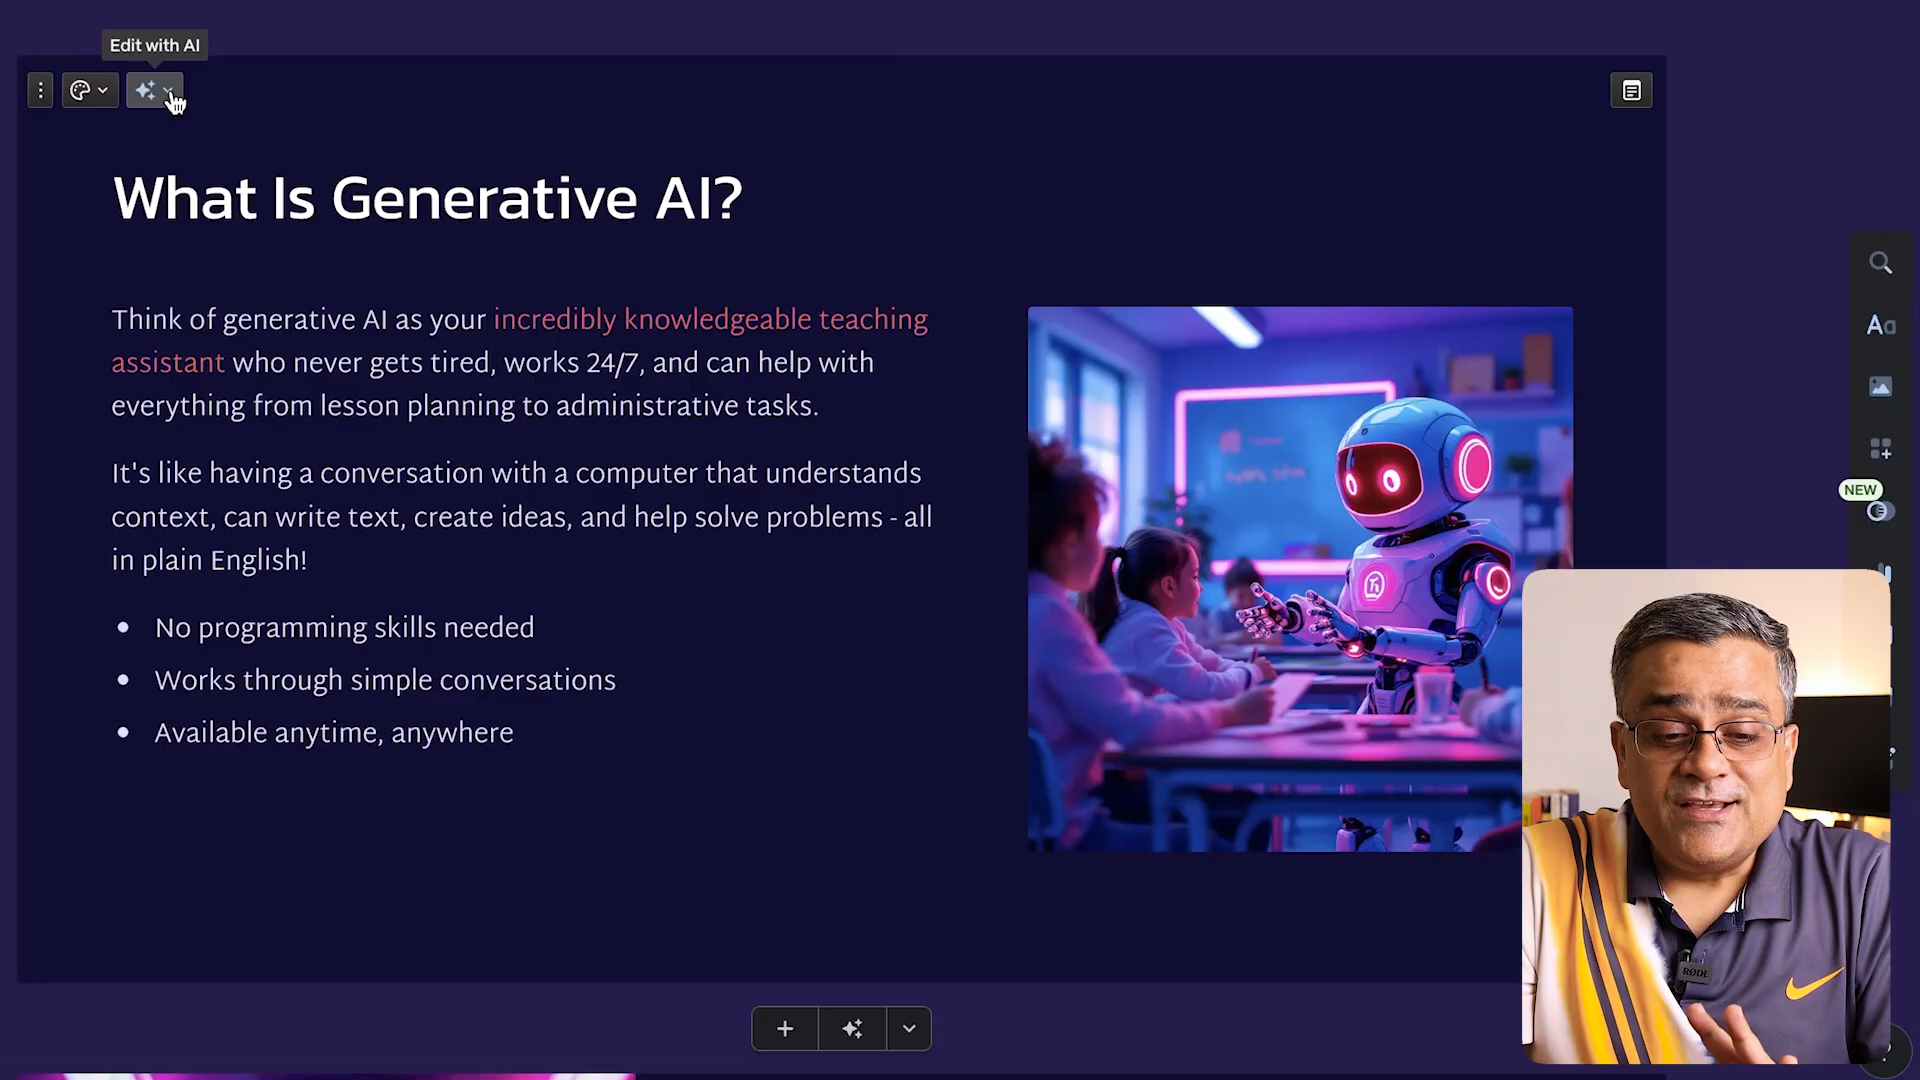 Edit with AI
What Is Generative AI?
Think of generative AI as your incredibly knowledgeable teaching
assistant who never gets tired, works 24/7, and can help with
everything from lesson planning to administrative tasks.
It's like having a conversation with a computer that understands
context, can write text, create ideas, and help solve problems - all
in plain English!
No programming skills needed
Works through simple conversations
Available anytime, anywhere
Aa
NEW
RØDE